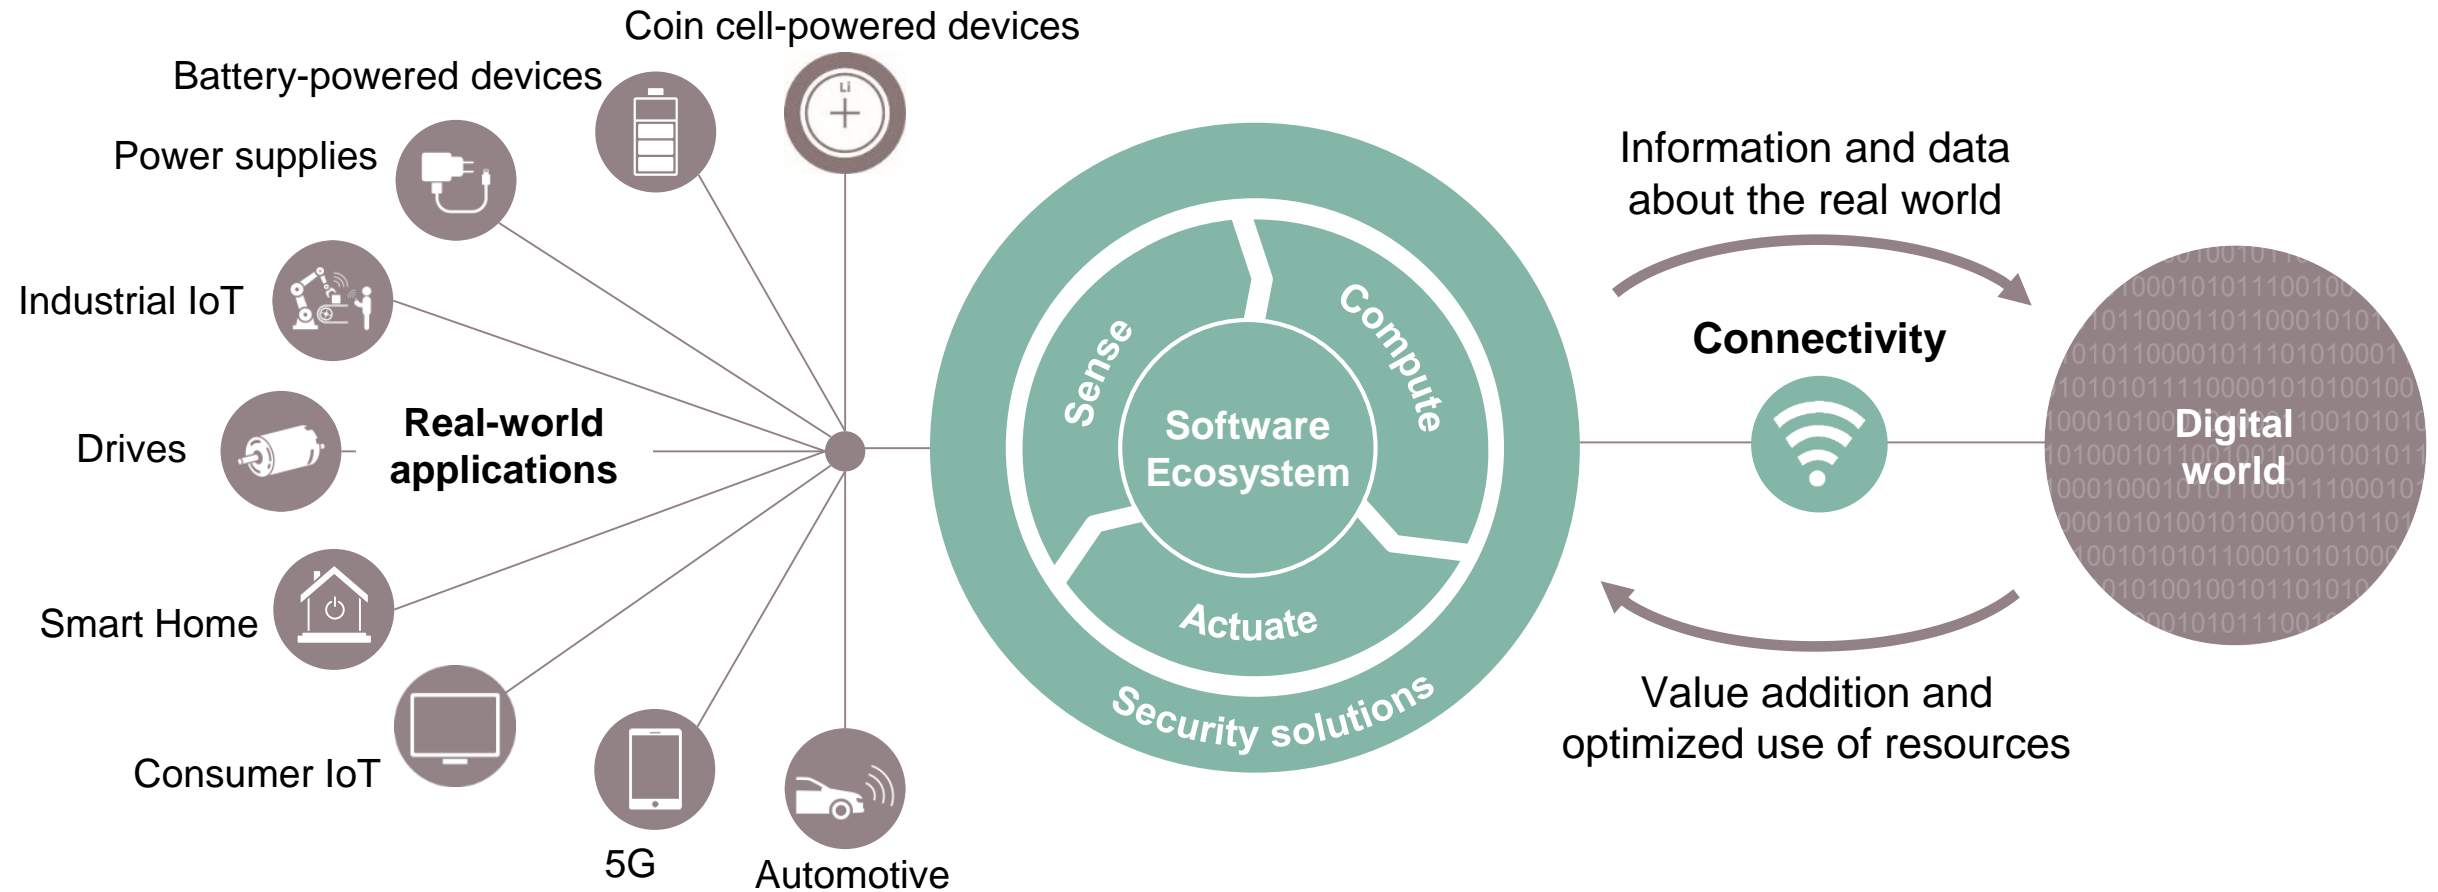 Coin cell-powered devices
Battery-powered devices
Li
Power supplies
Industrial IoT
Drives
Real-world
applications
Smart Home
Consumer IoT
5G
Automotive
Sense
Compute
Actuate
Software
Ecosystem
Security solutions
Information and data
about the real world
Connectivity
Value addition and
optimized use of resources
Digital
world